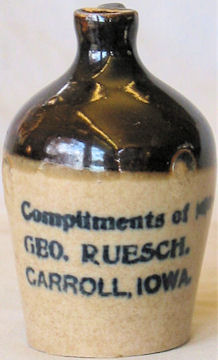 Compliments of
GEO. RUESCH.
CARROLL, IOWA.